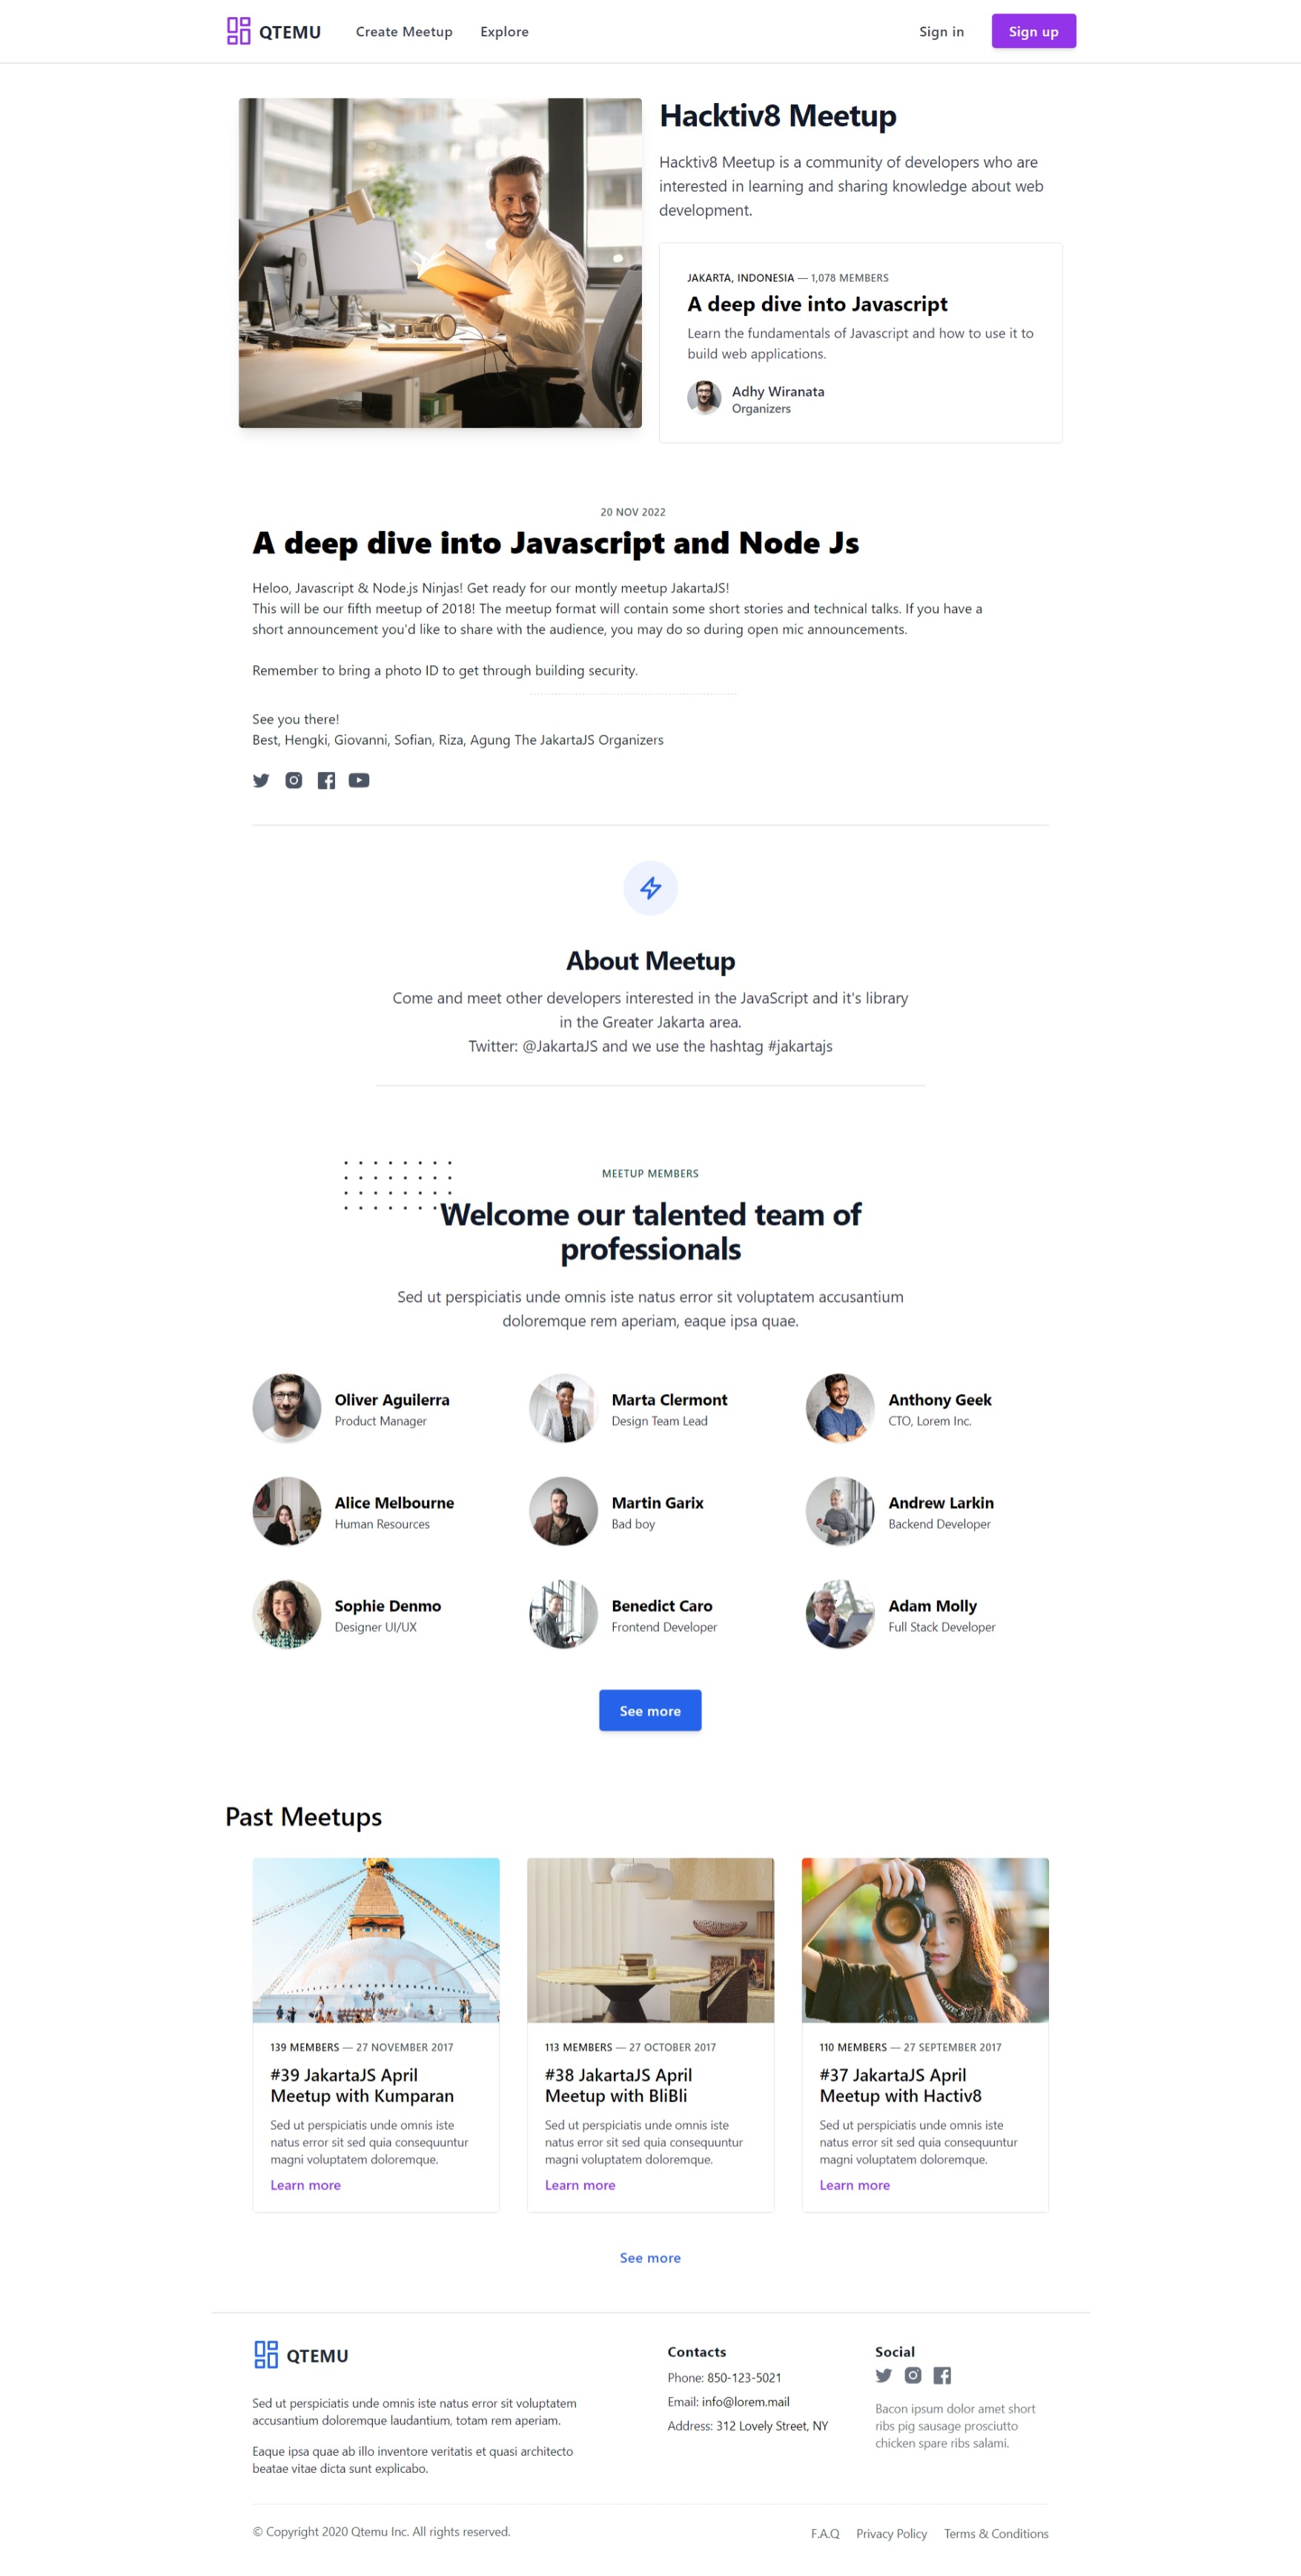 QTEMU
Create Meetup
Explore
Sign in
Sign up
Hacktiv8 Meetup
Hacktiv8 Meetup is a community of developers who are
interested in learning and sharing knowledge about web
development.
JAKARTA, INDONESIA — 1,078 MEMBERS
A deep dive into Javascript
Learn the fundamentals of Javascript and how to use it to
build web applications.
Adhy Wiranata
Organizers
20 NOV 2022
A deep dive into Javascript and Node Js
Heloo, Javascript & Node.js Ninjas! Get ready for our montly meetup JakartaJS!
This will be our fifth meetup of 2018! The meetup format will contain some short stories and technical talks. If you have a
short announcement you'd like to share with the audience, you may do so during open mic announcements.
Remember to bring a photo ID to get through building security.
See you there!
Best, Hengki, Giovanni, Sofian, Riza, Agung The JakartaJS Organizers
About Meetup
Come and meet other developers interested in the JavaScript and it's library
in the Greater Jakarta area.
Twitter: @JakartaJS and we use the hashtag #jakartajs
MEETUP MEMBERS
Welcome our talented team of
professionals
Sed ut perspiciatis unde omnis iste natus error sit voluptatem accusantium
doloremque rem aperiam, eaque ipsa quae.
Oliver Aguilerra
Product Manager
Marta Clermont
Design Team Lead
Anthony Geek
CTO, Lorem Inc.
Alice Melbourne
Human Resources
Martin Garix
Bad boy
Andrew Larkin
Backend Developer
Sophie Denmo
Designer UI/UX
Benedict Caro
Frontend Developer
Adam Molly
Full Stack Developer
See more
Past Meetups
139 MEMBERS — 27 NOVEMBER 2017
#39 JakartaJS April
Meetup with Kumparan
Sed ut perspiciatis unde omnis iste
natus error sit sed quia consequuntur
magni voluptatem doloremque.
Learn more
113 MEMBERS — 27 OCTOBER 2017
#38 JakartaJS April
Meetup with BliBli
Sed ut perspiciatis unde omnis iste
natus error sit sed quia consequuntur
magni voluptatem doloremque.
Learn more
110 MEMBERS — 27 SEPTEMBER 2017
#37 JakartaJS April
Meetup with Hactiv8
Sed ut perspiciatis unde omnis iste
natus error sit sed quia consequuntur
magni voluptatem doloremque.
Learn more
See more
QTEMU
Sed ut perspiciatis unde omnis iste natus error sit voluptatem
accusantium doloremque laudantium, totam rem aperiam.
Eaque ipsa quae ab illo inventore veritatis et quasi architecto
beatae vitae dicta sunt explicabo.
Contacts
Phone: 850-123-5021
Email: info@lorem.mail
Address: 312 Lovely Street, NY
Social
Bacon ipsum dolor amet short
ribs pig sausage prosciutto
chicken spare ribs salami.
© Copyright 2020 Qtemu Inc. All rights reserved.
F.A.Q
Privacy Policy
Terms & Conditions